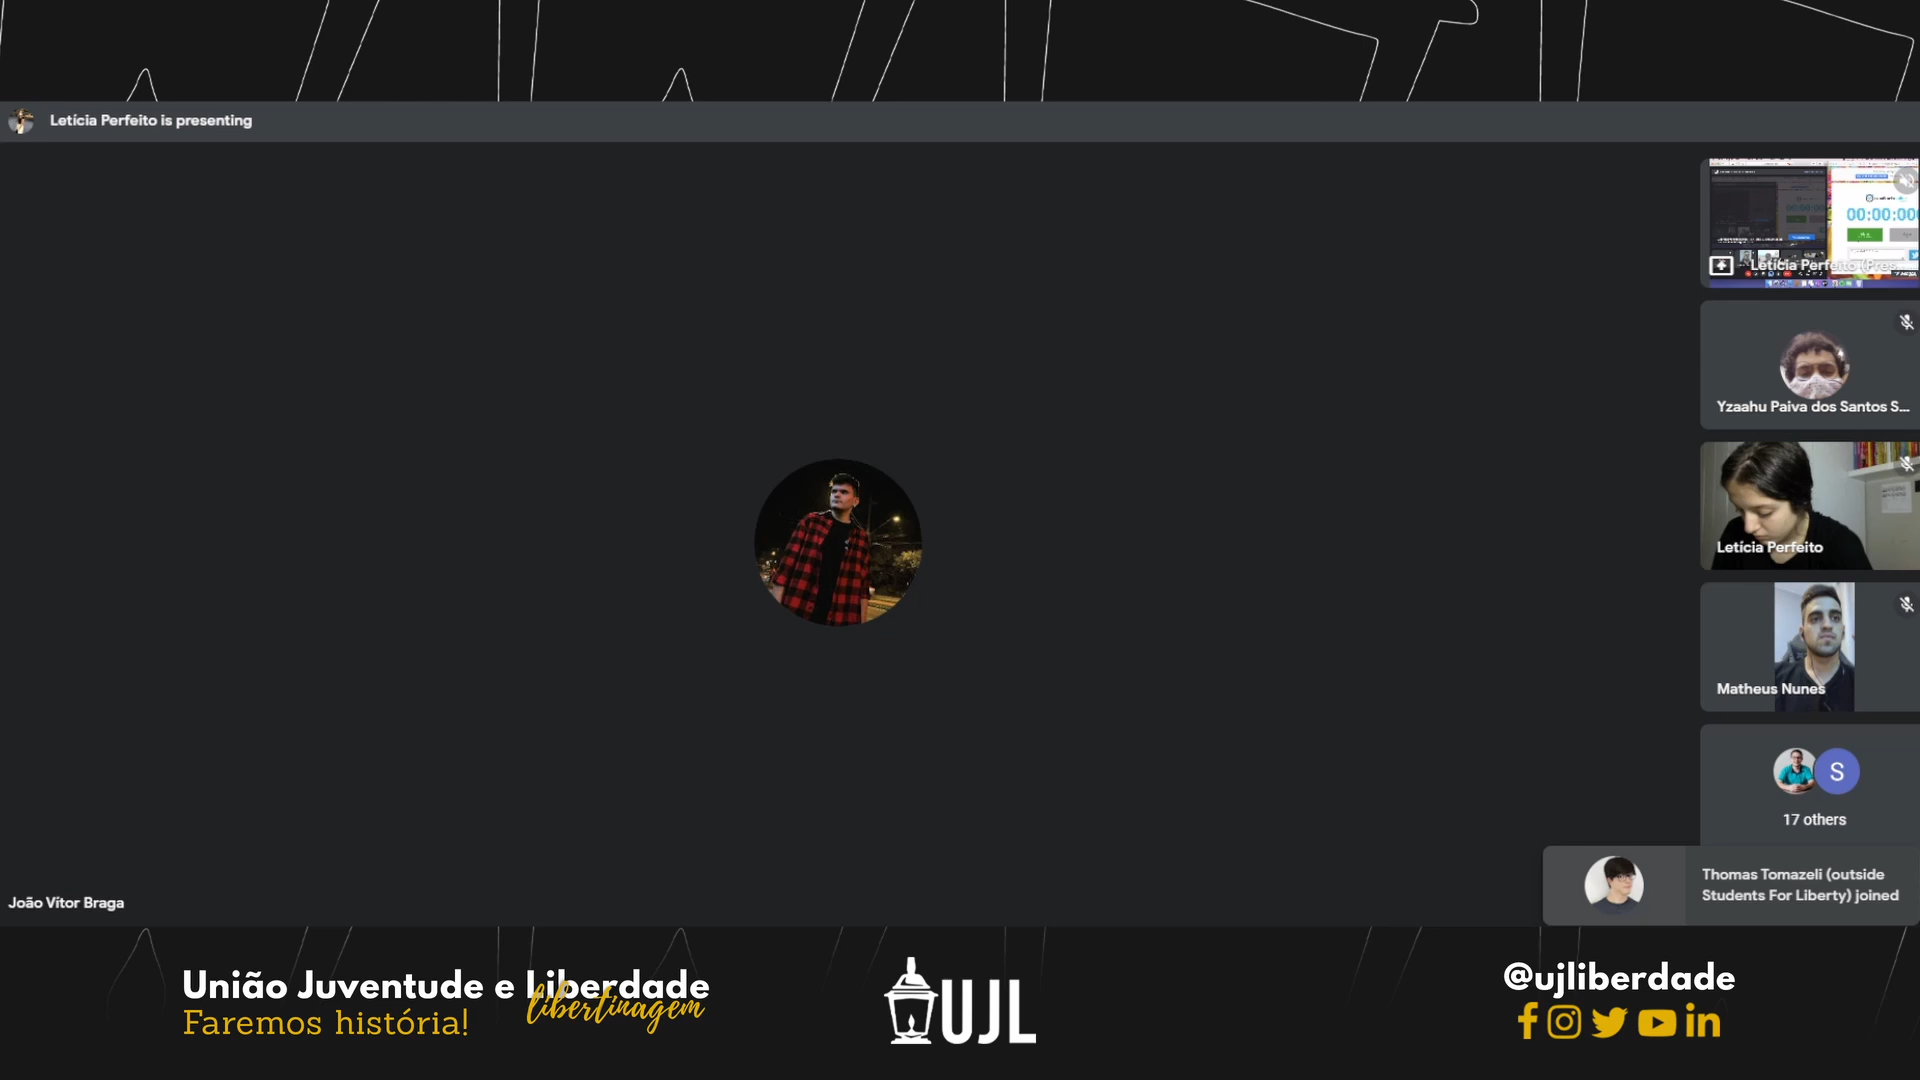 Letícia Perfeito is presenting
00:00:00
Letícia Perfeito (Pres
Yzaahu Paiva dos Santos S...
Letícia Perfeito
Matheus Nunes
S
17 others
Thomas Tomazeli (outside
Students For Liberty) joined
João Vitor Braga
União Juventude e Liberdade
libertinagem
Faremos história!
UJL
@ujliberdade